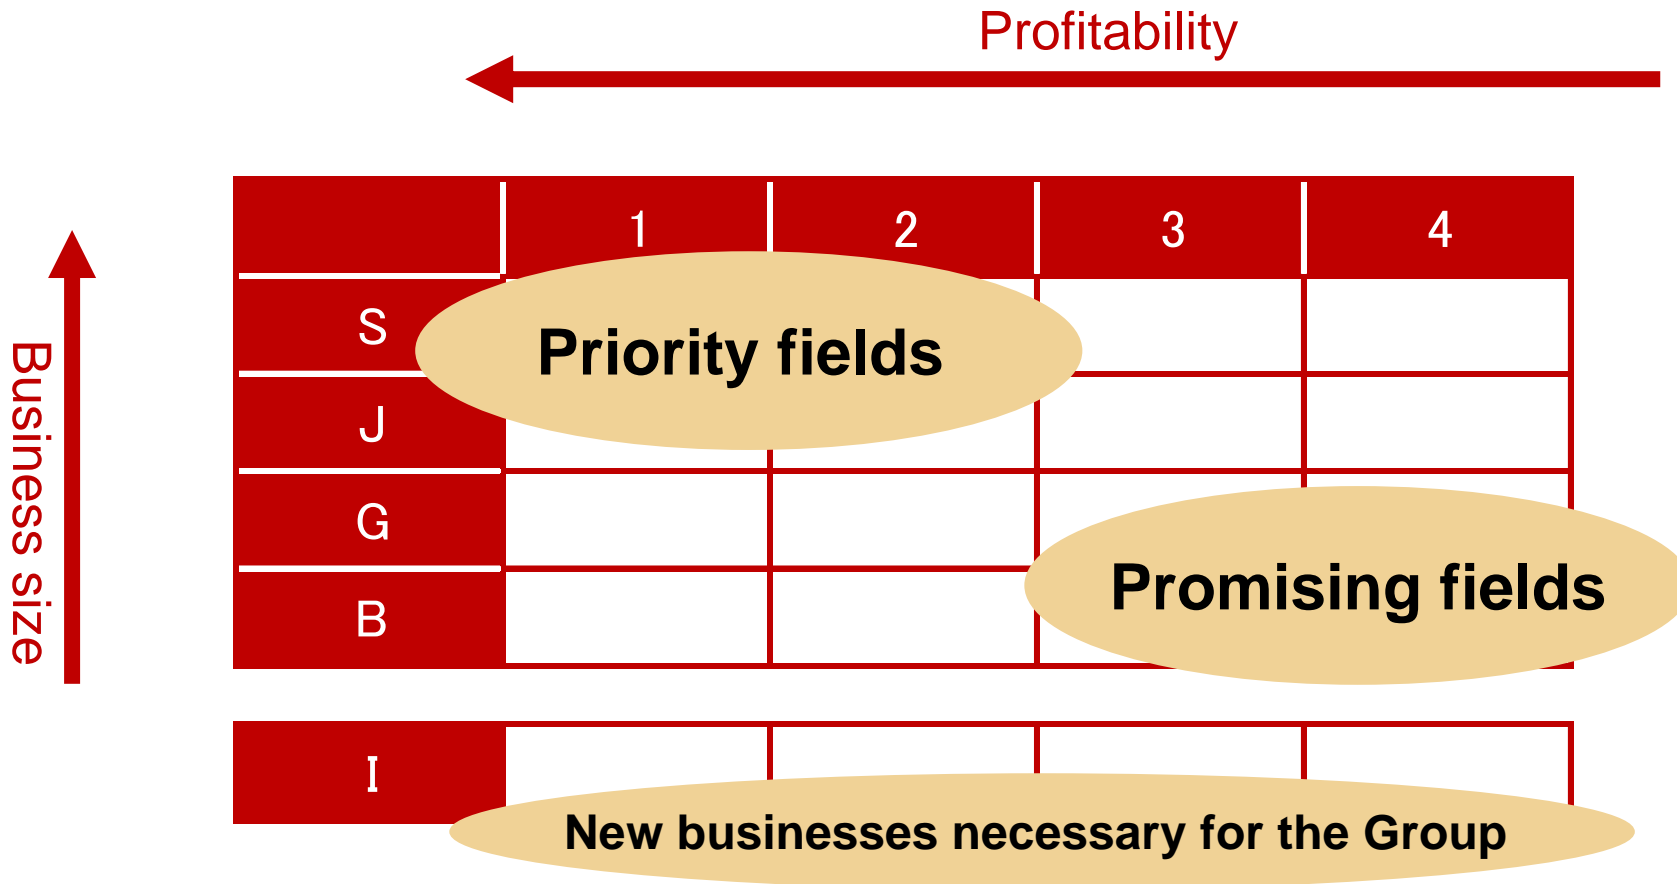 Profitability
Business size
1 2 3 4
S
Priority fields
J
G
Promising fields
B
I
New businesses necessary for the Group